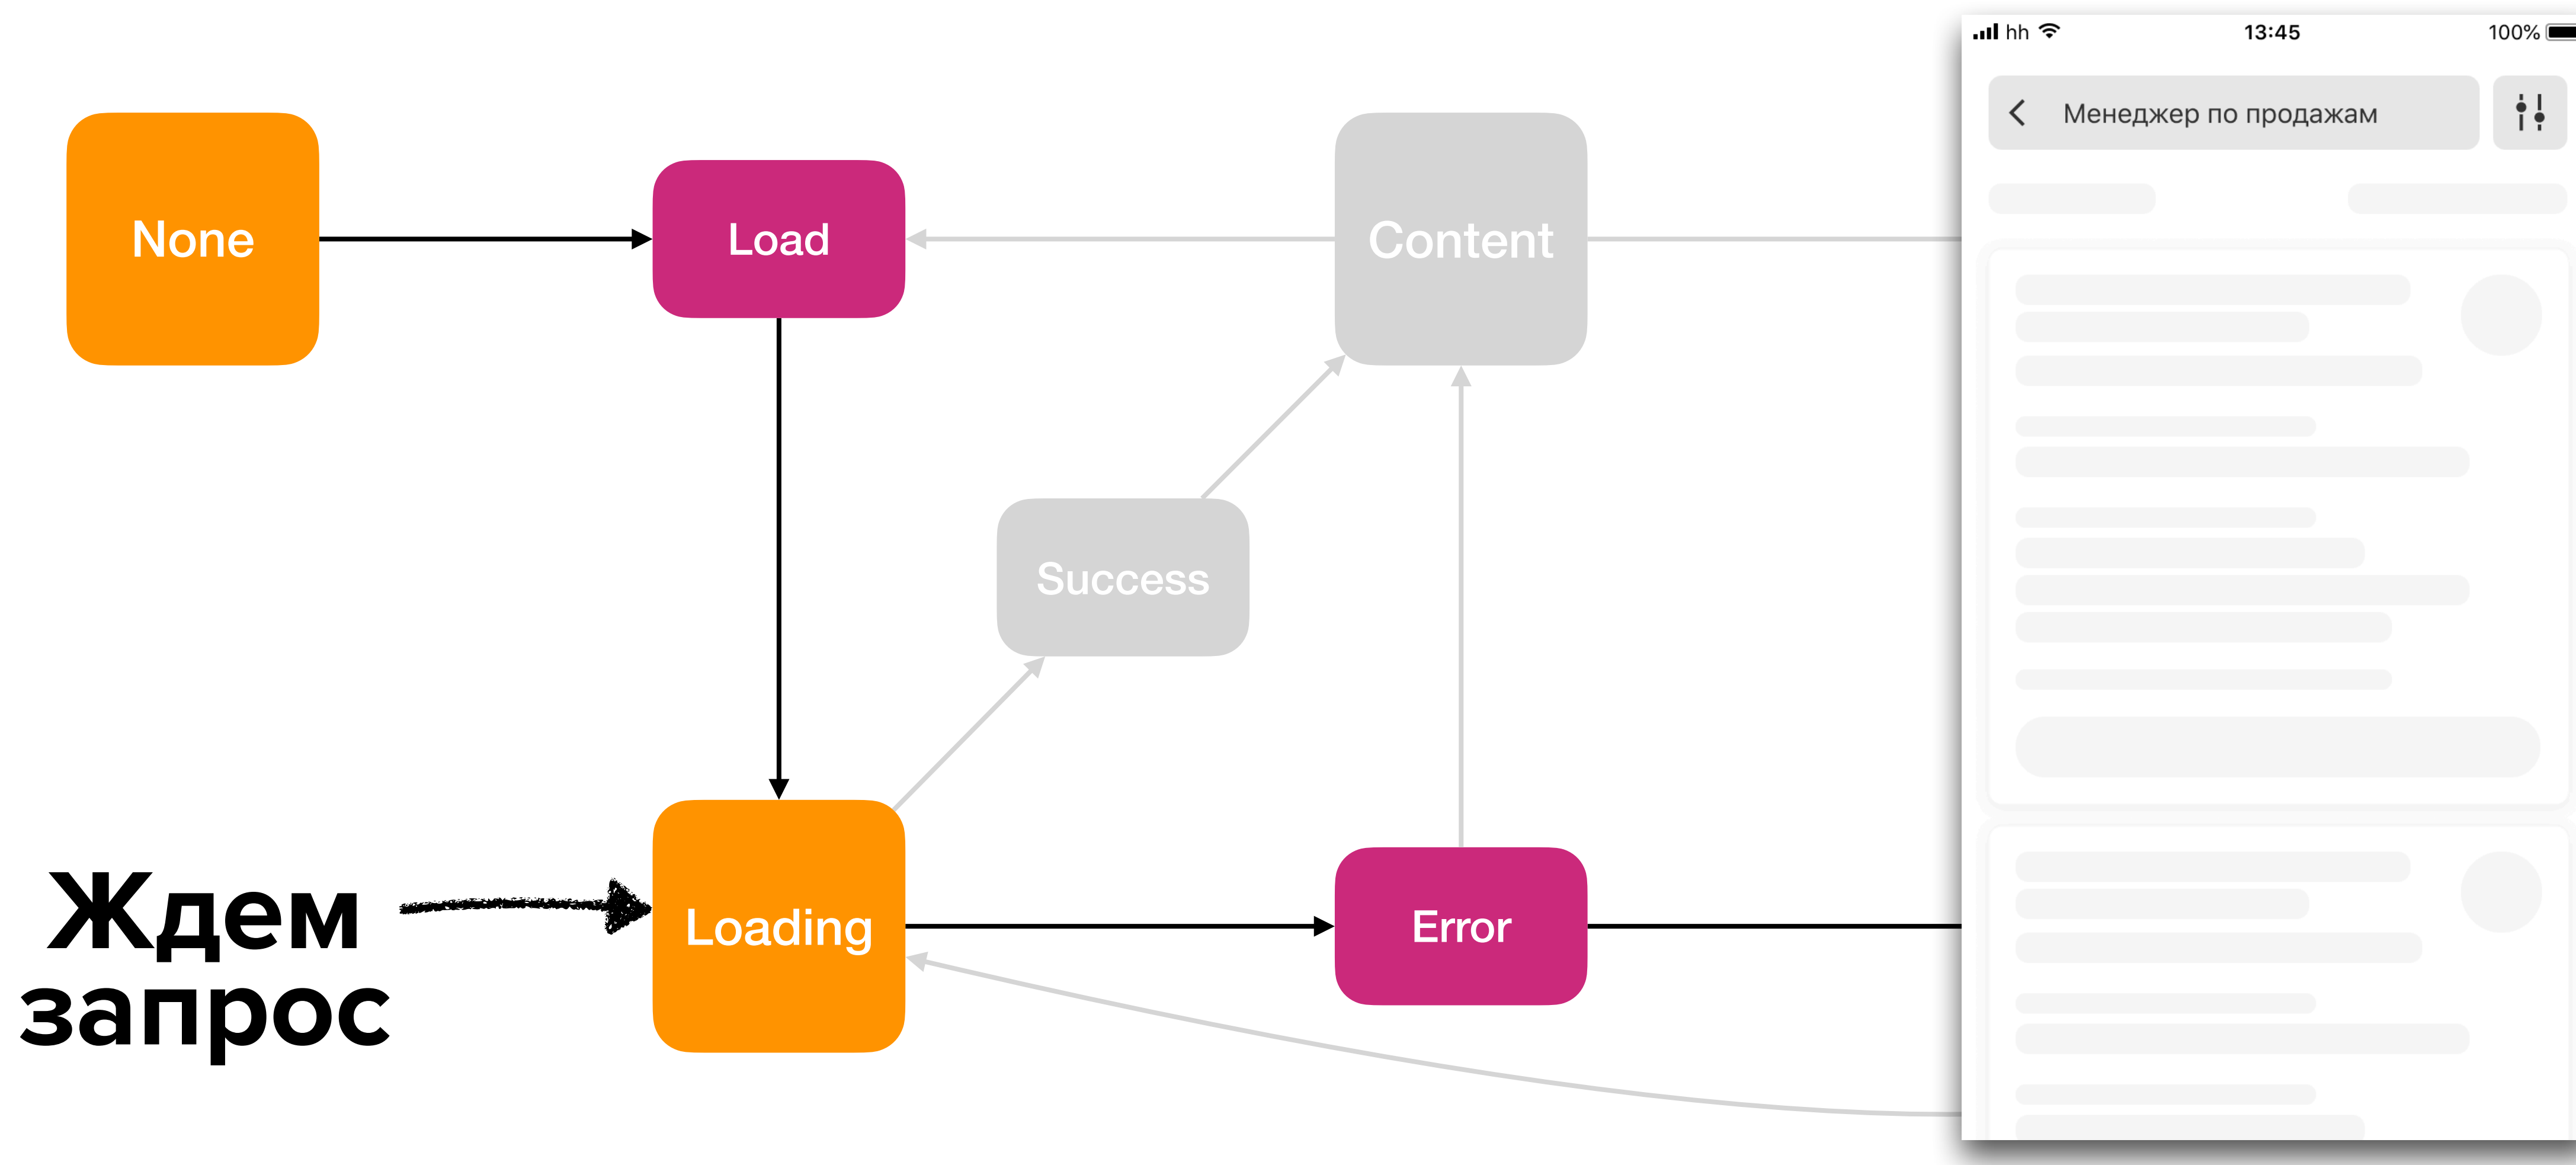 hh 13:45 100%
Менеджер по продажам
None
Load
Content
Success
Ждем
запрос
Loading
Error